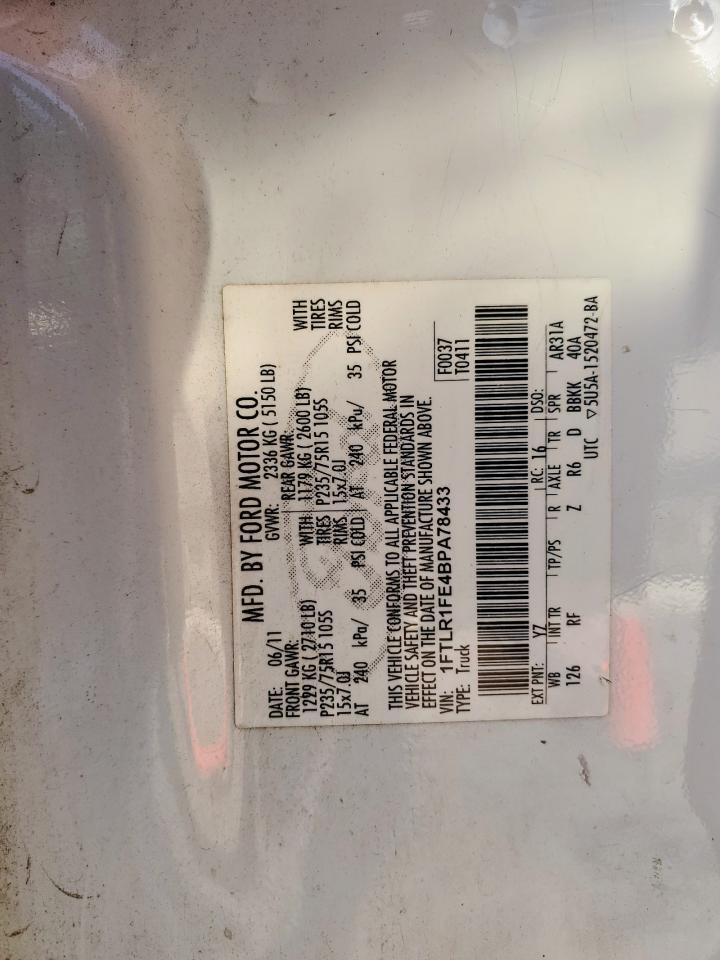 MFD. BY FORD MOTOR CO.
DATE: 06/11 GVWR: 2336 KG ( 5150 LB)
FRONT GAWR: REAR GAWR: WITH
1229 KG ( 2710 LB) WITH 1179 KG ( 2600 LB) TIRES
P235/75R15 105S TIRES P235/75R15 105S RIMS
15x7.0J RIMS 15x7.0J
AT 240 kPa/ 35 PSI COLD AT 240 kPa/ 35 PSI COLD
THIS VEHICLE CONFORMS TO ALL APPLICABLE FEDERAL MOTOR
VEHICLE SAFETY AND THEFT PREVENTION STANDARDS IN
EFFECT ON THE DATE OF MANUFACTURE SHOWN ABOVE.
VIN: 1FTLR1FE4BPA78433 F0037
TYPE: Truck T0411
EXT PNT: YZ RC: 16 DSO:
WB INT TR TP/PS R AXLE TR SPR AR31A
126 RF Z R6 D BBKK 40A
UTC ▽5U5A-1520472-BA